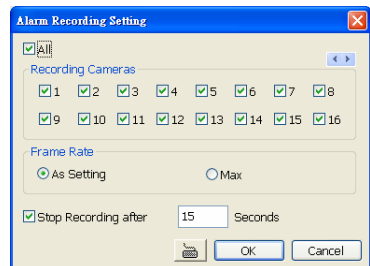 Alarm Recording Setting
All
Recording Cameras
1 2 3 4 5 6 7 8
9 10 11 12 13 14 15 16
Frame Rate
As Setting Max
Stop Recording after 15 Seconds
OK Cancel